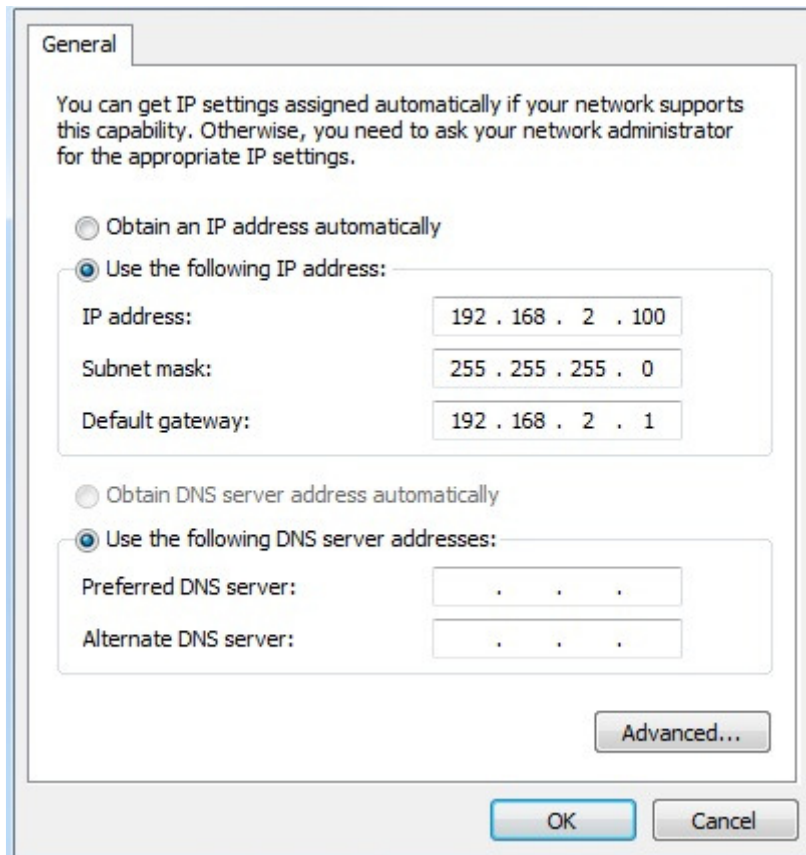 General
You can get IP settings assigned automatically if your network supports
this capability. Otherwise, you need to ask your network administrator
for the appropriate IP settings.
Obtain an IP address automatically
Use the following IP address:
IP address: 192 . 168 . 2 . 100
Subnet mask: 255 . 255 . 255 . 0
Default gateway: 192 . 168 . 2 . 1
Obtain DNS server address automatically
Use the following DNS server addresses:
Preferred DNS server: . . .
Alternate DNS server: . . .
Advanced...
OK Cancel